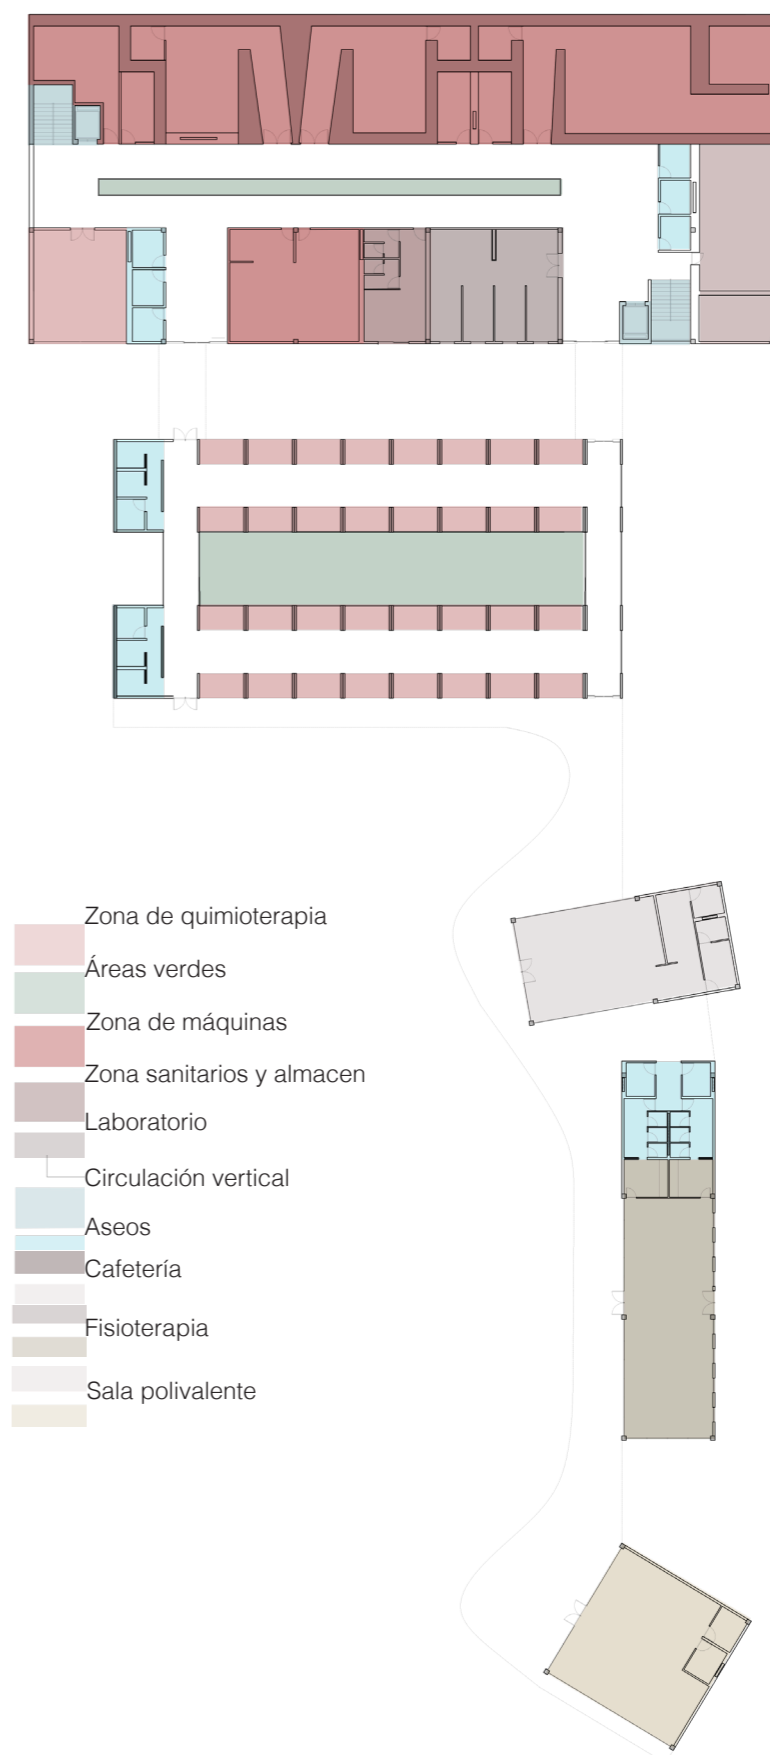 Zona de quimioterapia
Áreas verdes
Zona de máquinas
Zona sanitarios y almacen
Laboratorio
Circulación vertical
Aseos
Cafetería
Fisioterapia
Sala polivalente